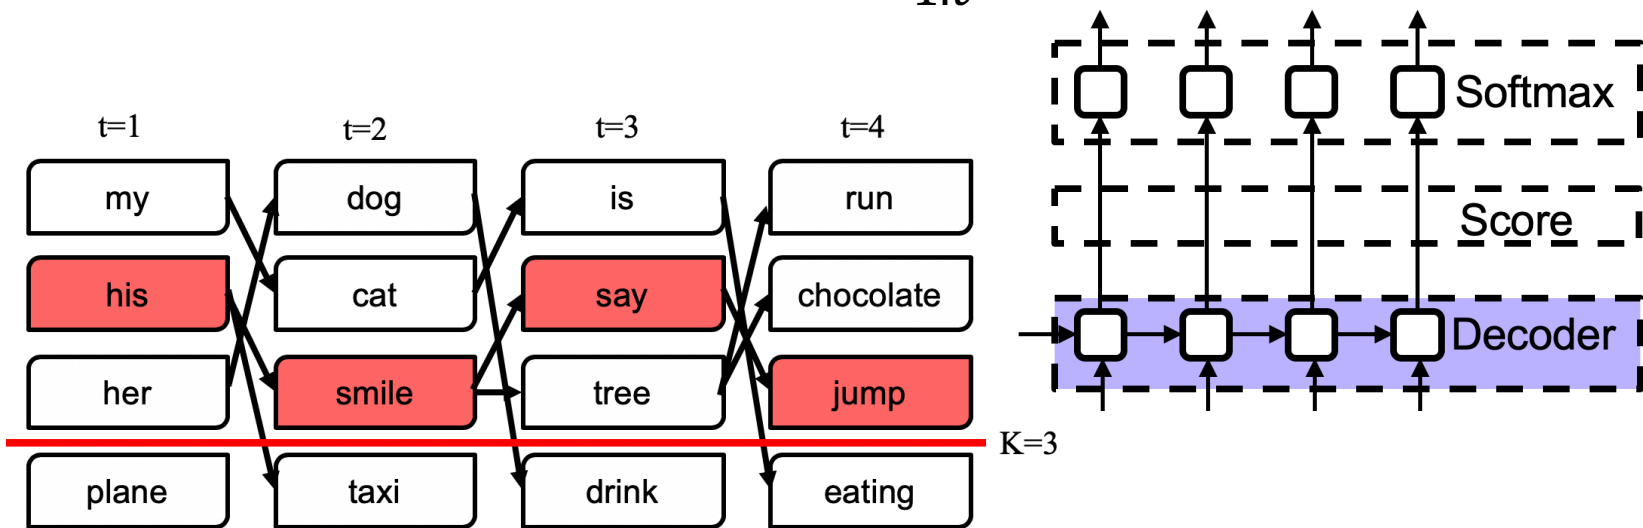 t=1 t=2 t=3 t=4
my dog is run
his cat say chocolate
her smile tree jump
K=3
plane taxi drink eating
Softmax
Score
Decoder